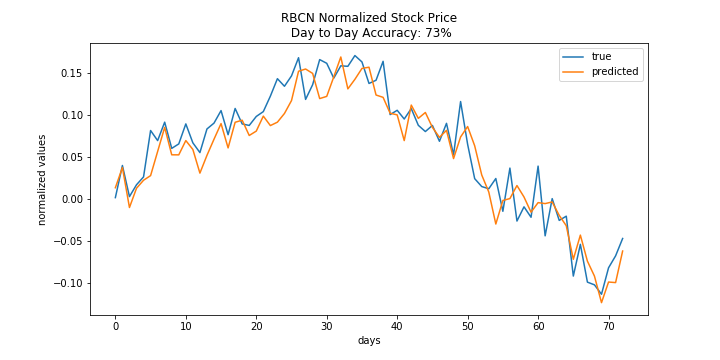 RBCN Normalized Stock Price
Day to Day Accuracy: 73%
true
predicted
normalized values
0.15
0.10
0.05
0.00
−0.05
−0.10
0
10
20
30
40
50
60
70
days